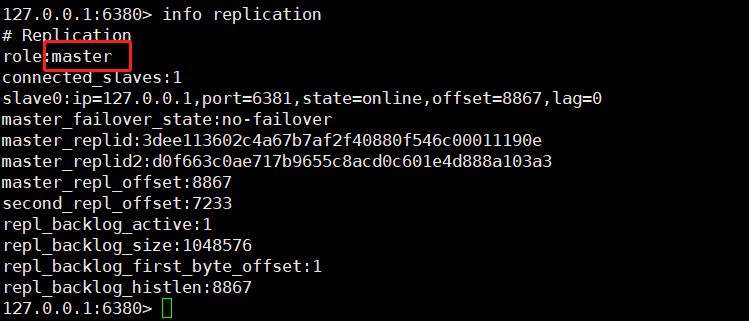 127.0.0.1:6380> info replication
# Replication
role:master
connected_slaves:1
slave0:ip=127.0.0.1,port=6381,state=online,offset=8867,lag=0
master_failover_state:no-failover
master_replid:3dee113602c4a67b7af2f40880f546c00011190e
master_replid2:d0f663c0ae717b9655c8acd0c601e4d888a103a3
master_repl_offset:8867
second_repl_offset:7233
repl_backlog_active:1
repl_backlog_size:1048576
repl_backlog_first_byte_offset:1
repl_backlog_histlen:8867
127.0.0.1:6380>